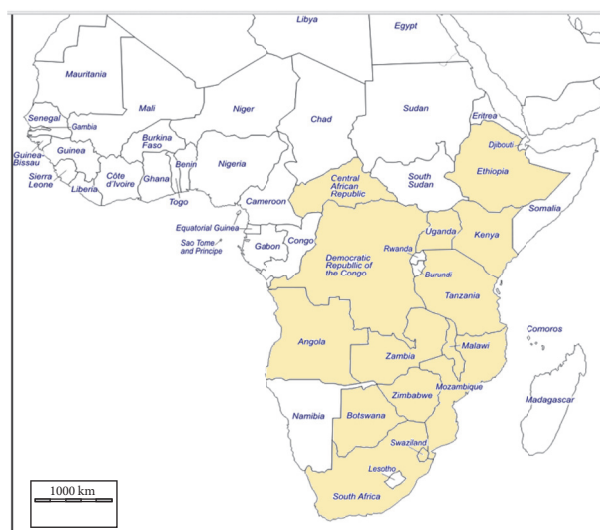 Libya
Egypt
Mauritania
Mali
Niger
Chad
Sudan
Eritrea
Senegal
Gambia
Burkina
Faso
Djibouti
Guinea-
Bissau
Guinea
Benin
Nigeria
Ethiopia
Sierra
Leone
Côte
d'Ivoire
Ghana
Central
African
Republic
South
Sudan
Liberia
Togo
Cameroon
Somalia
Equatorial Guinea
Sao Tome
and Principe
Gabon
Congo
Uganda
Kenya
Rwanda
Democratic
Republlic of
the Congo
Burundi
Tanzania
Comoros
Angola
Zambia
Malawi
Mozambique
Madagascar
Zimbabwe
Namibia
Botswana
Swaziland
Lesotho
South Africa
1000 km